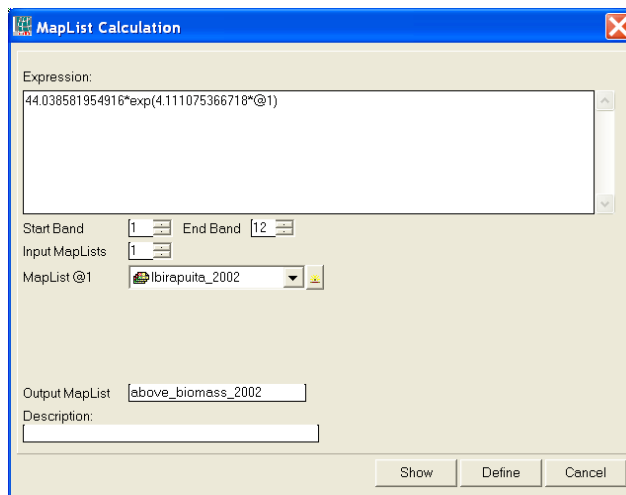 MapList Calculation
Expression:
44.038581954916*exp(4.111075366718*@1)
Start Band 1 End Band 12
Input MapLists 1
MapList @1 Ibirapuita_2002
Output MapList above_biomass_2002
Description:
Show Define Cancel